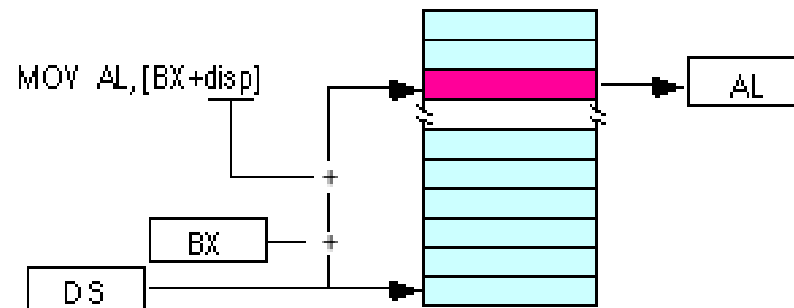 MOV AL,[BX+disp]
AL
+
BX
+
DS